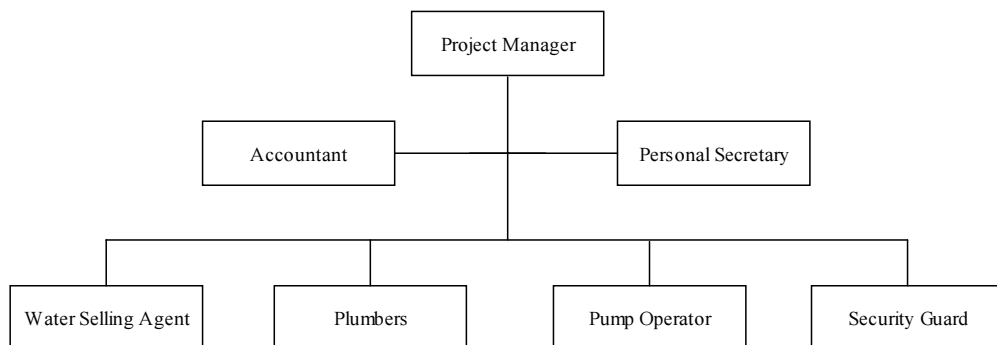 Project Manager
Accountant
Personal Secretary
Water Selling Agent
Plumbers
Pump Operator
Security Guard